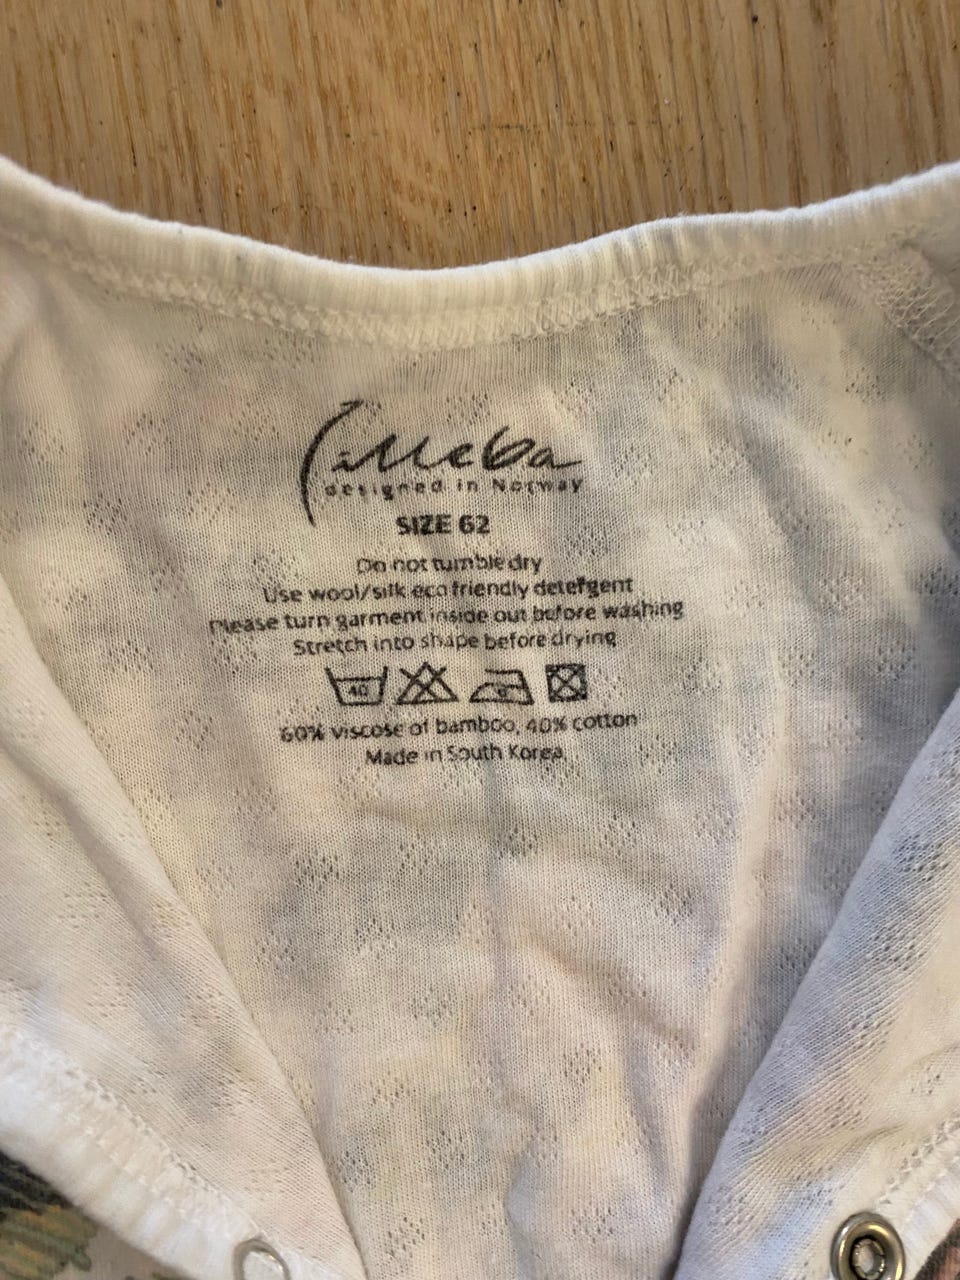 Lilleba
designed in Norway
SIZE 62
Do not tumble dry
Use wool/silk eco friendly detergent
Please turn garment inside out before washing
Stretch into shape before drying
40
60% viscose of bamboo, 40% cotton
Made in South Korea